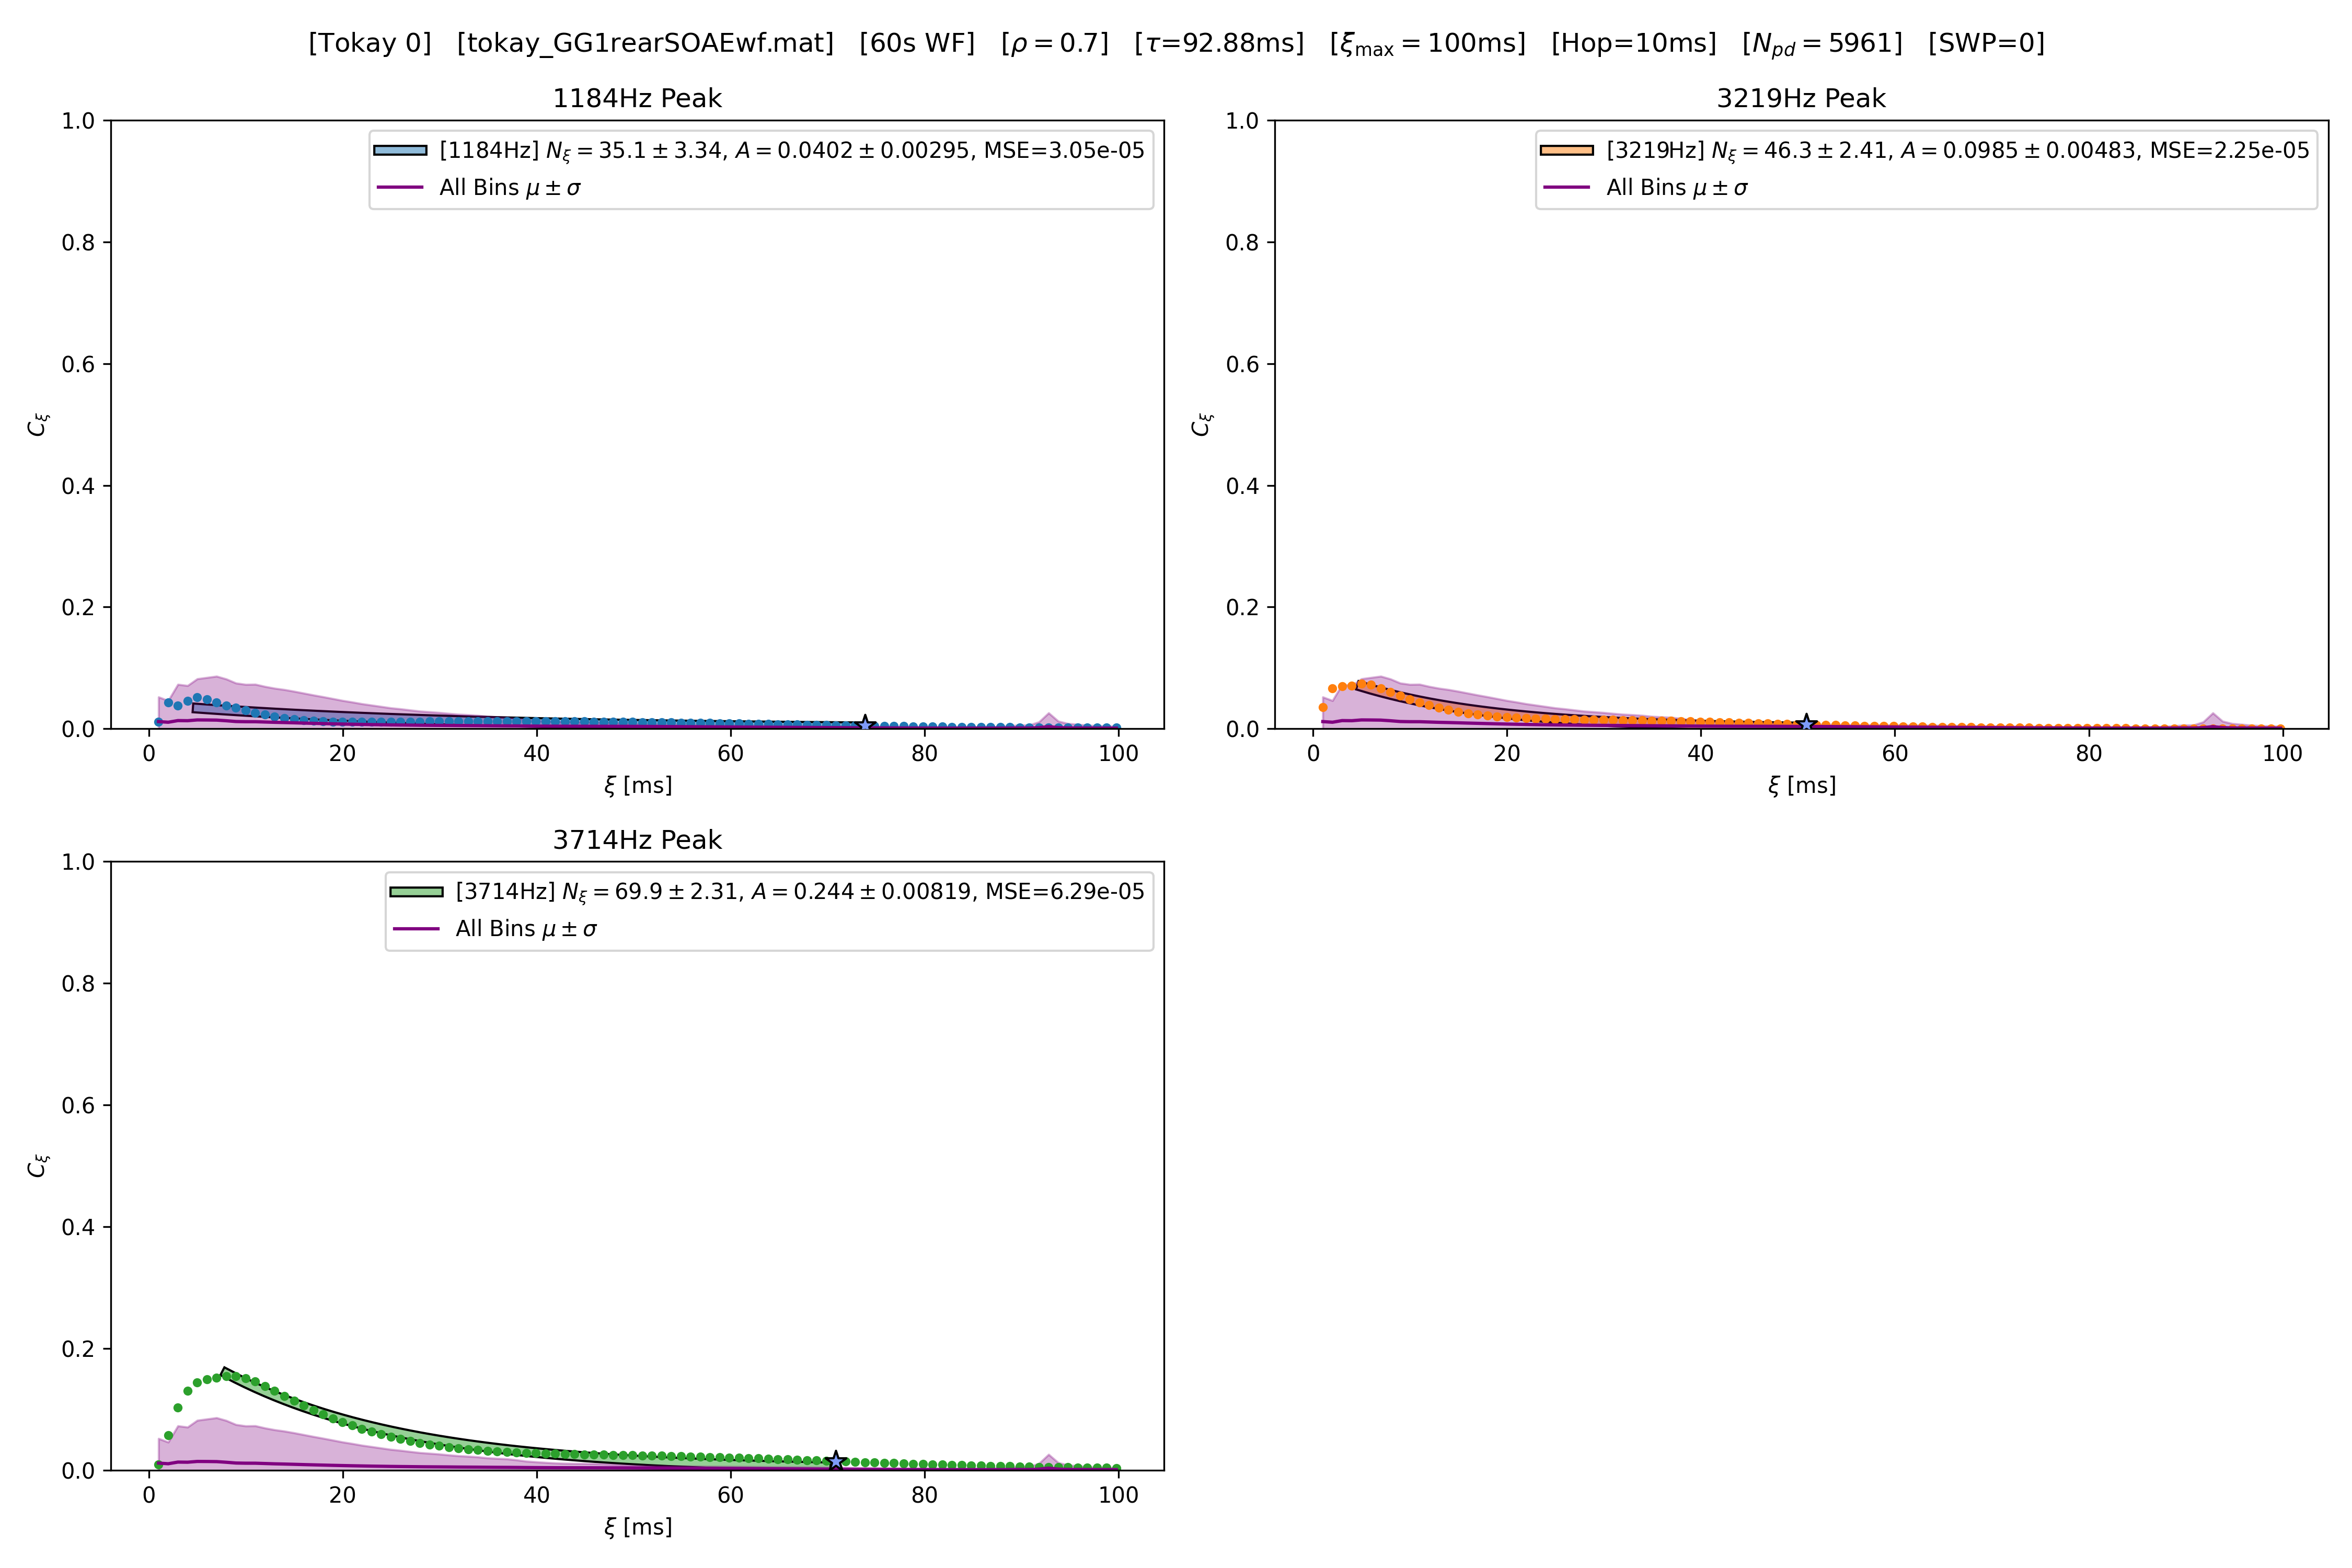 [Tokay 0] [tokay_GG1rearSOAEwf.mat] [60s WF] [ρ = 0.7] [τ=92.88ms] [ξmax = 100ms] [Hop=10ms] [Npd = 5961] [SWP=0]
1184Hz Peak
[1184Hz] Nξ = 35.1 ± 3.34, A = 0.0402 ± 0.00295, MSE=3.05e-05
All Bins μ ± σ
1.0
0.8
0.6
0.4
0.2
0.0
Cξ
0 20 40 60 80 100
ξ [ms]
3219Hz Peak
[3219Hz] Nξ = 46.3 ± 2.41, A = 0.0985 ± 0.00483, MSE=2.25e-05
All Bins μ ± σ
1.0
0.8
0.6
0.4
0.2
0.0
Cξ
0 20 40 60 80 100
ξ [ms]
3714Hz Peak
[3714Hz] Nξ = 69.9 ± 2.31, A = 0.244 ± 0.00819, MSE=6.29e-05
All Bins μ ± σ
1.0
0.8
0.6
0.4
0.2
0.0
Cξ
0 20 40 60 80 100
ξ [ms]